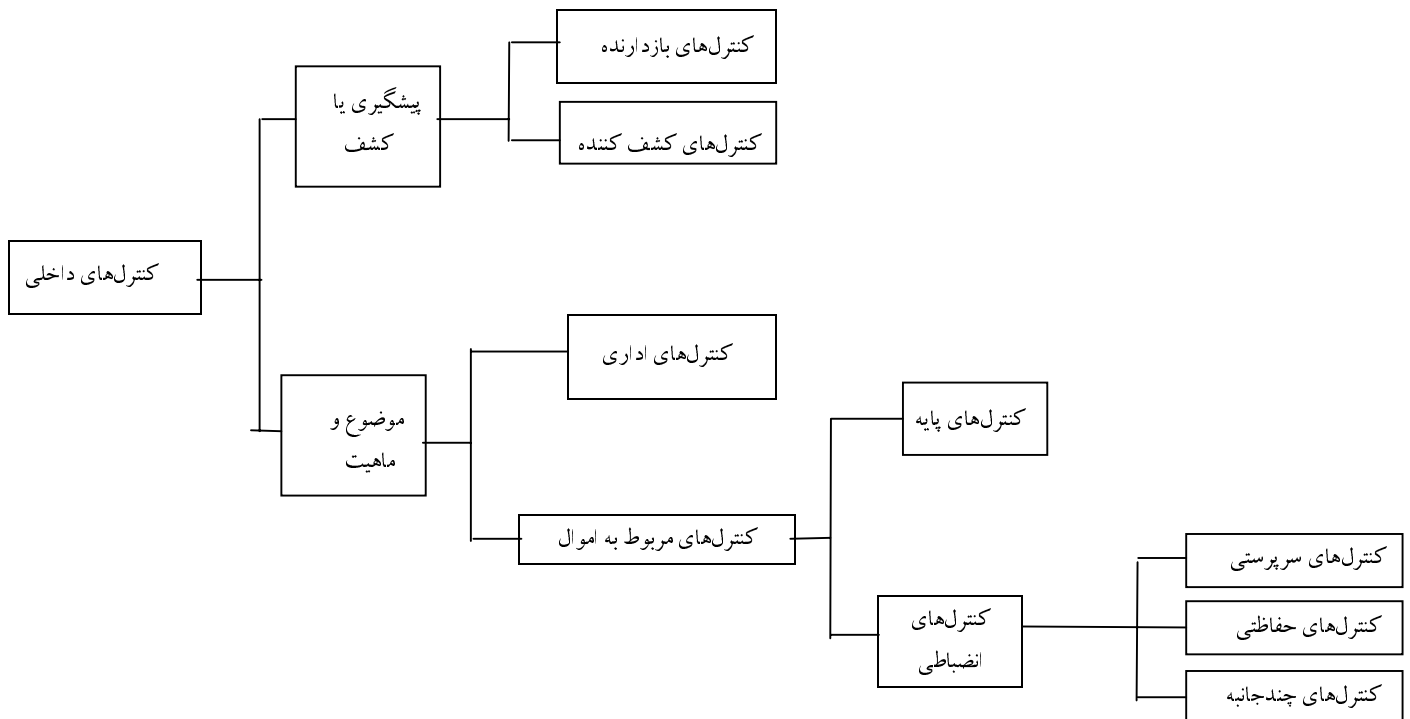 کنترل‌های بازدارنده
پیشگیری یا
کشف
کنترل‌های کشف کننده
کنترل‌های داخلی
کنترل‌های اداری
موضوع و
ماهیت
کنترل‌های پایه
کنترل‌های مربوط به اموال
کنترل‌های سرپرستی
کنترل‌های
انضباطی
کنترل‌های حفاظتی
کنترل‌های چندجانبه